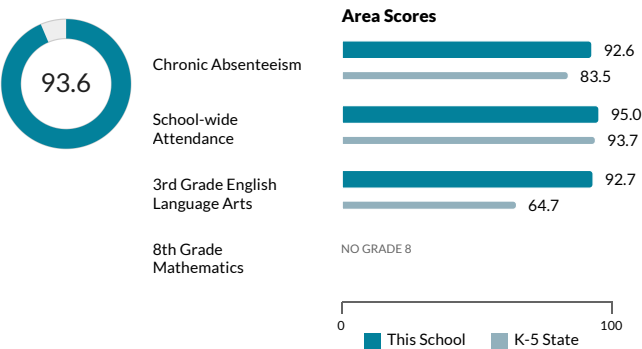 Area Scores
93.6
Chronic Absenteeism
92.6
83.5
School-wide
Attendance
95.0
93.7
3rd Grade English
Language Arts
92.7
64.7
8th Grade
Mathematics
NO GRADE 8
0
100
This School
K-5 State